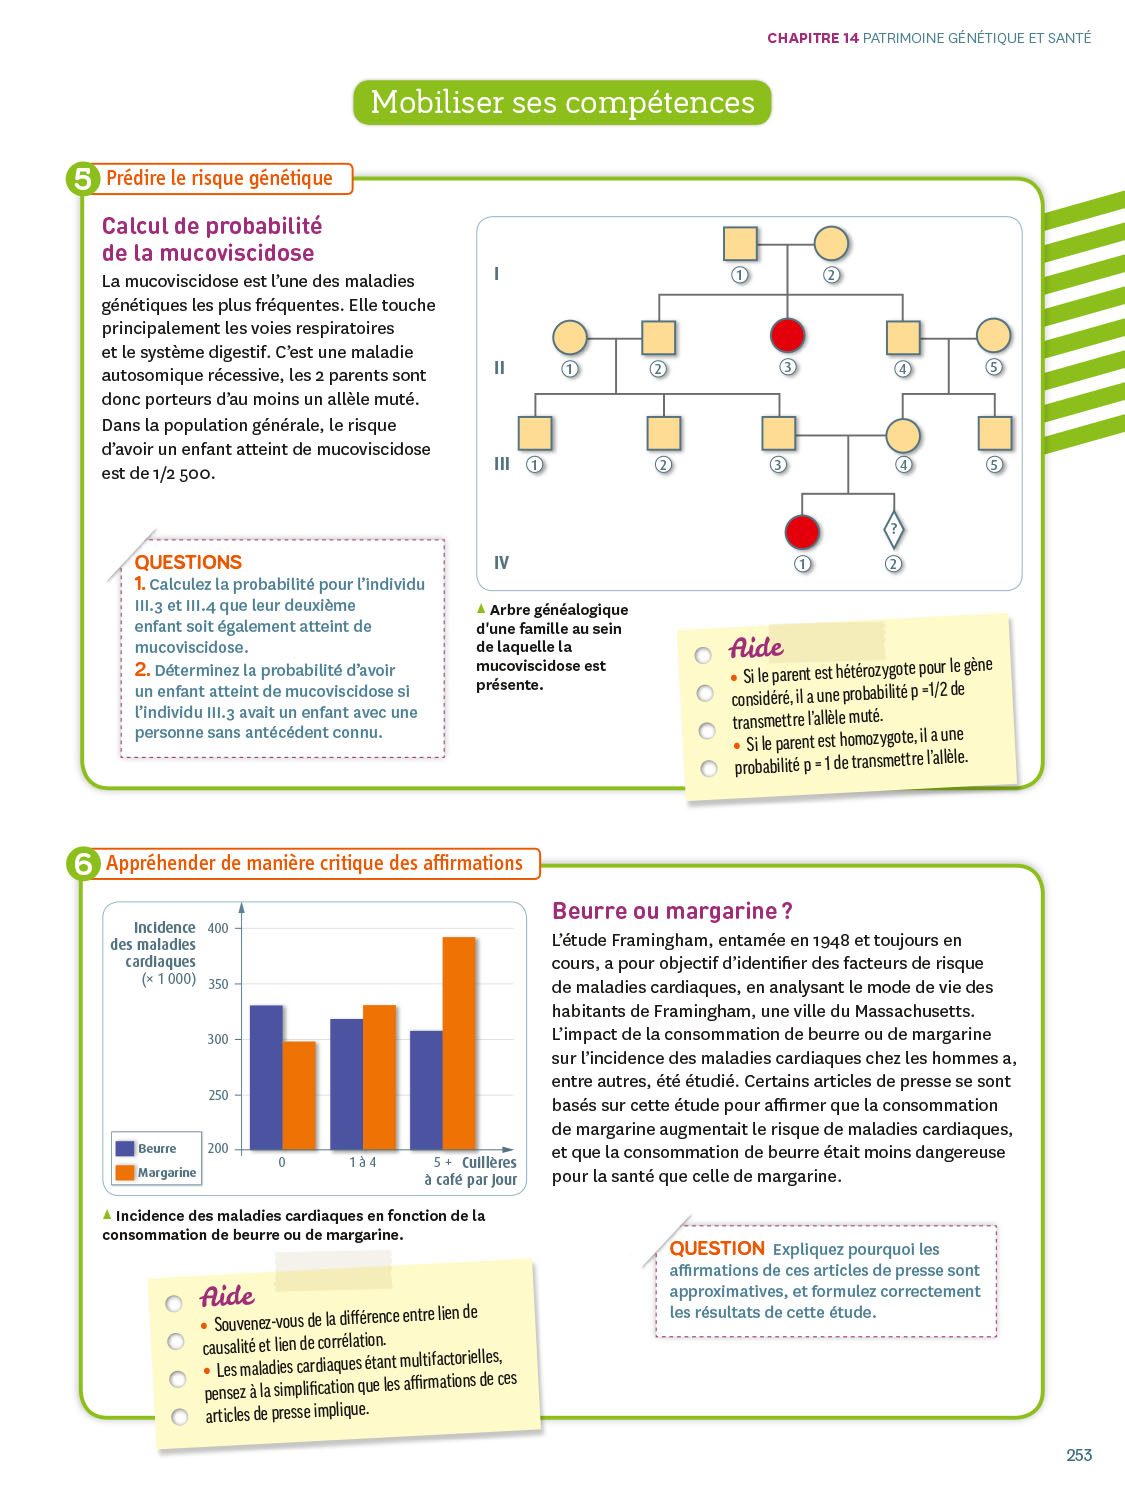 CHAPITRE 14 PATRIMOINE GÉNÉTIQUE ET SANTÉ
Mobiliser ses compétences
5 Prédire le risque génétique
Calcul de probabilité
de la mucoviscidose
La mucoviscidose est l'une des maladies
génétiques les plus fréquentes. Elle touche
principalement les voies respiratoires
et le système digestif. C'est une maladie
autosomique récessive, les 2 parents sont
donc porteurs d'au moins un allèle muté.
Dans la population générale, le risque
d'avoir un enfant atteint de mucoviscidose
est de 1/2 500.
QUESTIONS
1. Calculez la probabilité pour l'individu
III.3 et III.4 que leur deuxième
enfant soit également atteint de
mucoviscidose.
2. Déterminez la probabilité d'avoir
un enfant atteint de mucoviscidose si
l'individu III.3 avait un enfant avec une
personne sans antécédent connu.
I
1 2
II
1 2 3 4 5
III 1 2 3 4 5
?
IV
1 2
▲ Arbre généalogique
d'une famille au sein
de laquelle la
mucoviscidose est
présente.
Aide
• Si le parent est hétérozygote pour le gène
considéré, il a une probabilité p =1/2 de
transmettre l'allèle muté.
• Si le parent est homozygote, il a une
probabilité p = 1 de transmettre l'allèle.
6 Appréhender de manière critique des affirmations
Incidence
des maladies
cardiaques
(× 1 000)
400
350
300
250
200
Beurre
Margarine
0 1 à 4 5 + Cuillères
à café par jour
▲ Incidence des maladies cardiaques en fonction de la
consommation de beurre ou de margarine.
Aide
• Souvenez-vous de la différence entre lien de
causalité et lien de corrélation.
• Les maladies cardiaques étant multifactorielles,
pensez à la simplification que les affirmations de ces
articles de presse implique.
Beurre ou margarine ?
L'étude Framingham, entamée en 1948 et toujours en
cours, a pour objectif d'identifier des facteurs de risque
de maladies cardiaques, en analysant le mode de vie des
habitants de Framingham, une ville du Massachusetts.
L'impact de la consommation de beurre ou de margarine
sur l'incidence des maladies cardiaques chez les hommes a,
entre autres, été étudié. Certains articles de presse se sont
basés sur cette étude pour affirmer que la consommation
de margarine augmentait le risque de maladies cardiaques,
et que la consommation de beurre était moins dangereuse
pour la santé que celle de margarine.
QUESTION Expliquez pourquoi les
affirmations de ces articles de presse sont
approximatives, et formulez correctement
les résultats de cette étude.
253